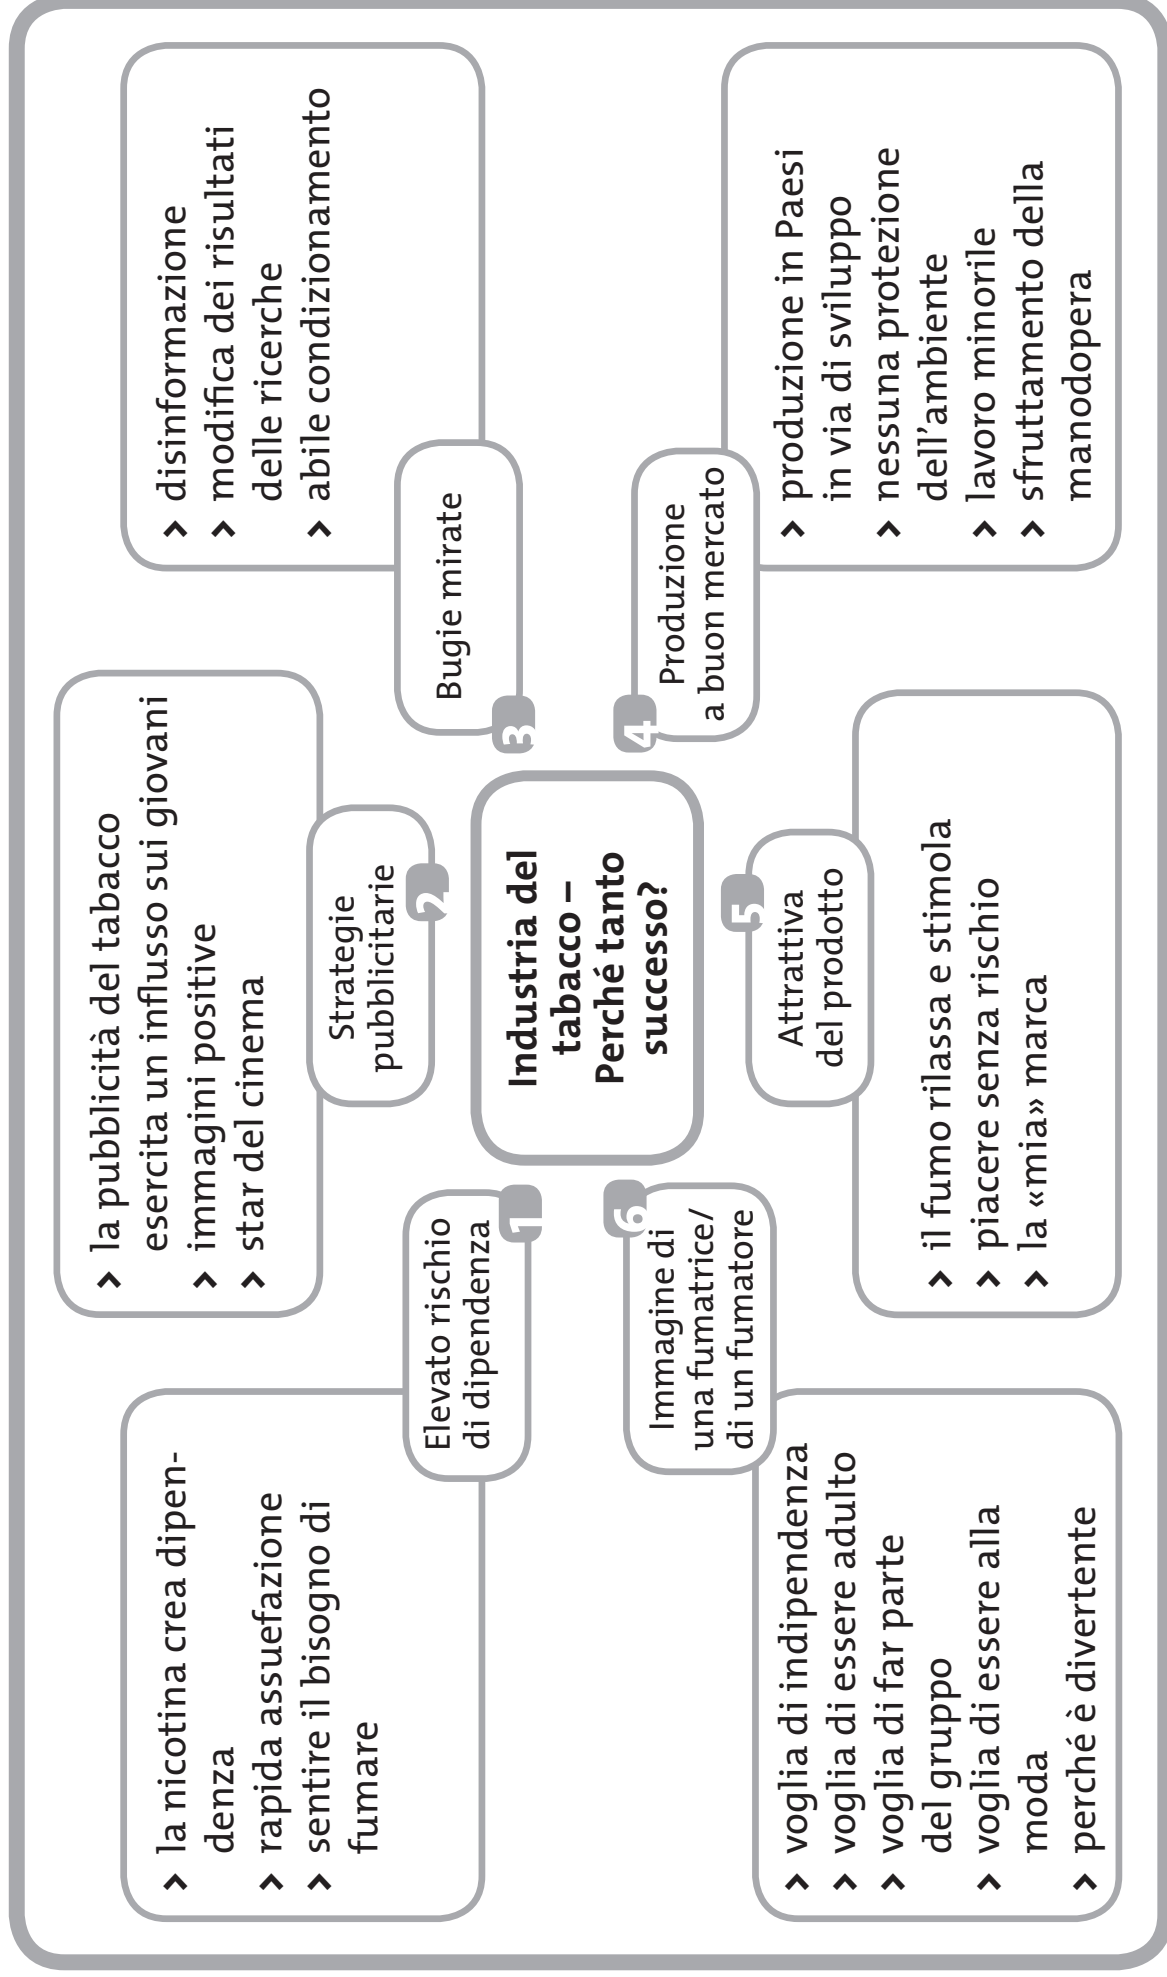 Industria del
tabacco –
Perché tanto
successo?
1
Elevato rischio
di dipendenza
> la nicotina crea dipen-
denza
> rapida assuefazione
> sentire il bisogno di
fumare
2
Strategie
pubblicitarie
> la pubblicità del tabacco
esercita un influsso sui giovani
> immagini positive
> star del cinema
3
Bugie mirate
> disinformazione
> modifica dei risultati
delle ricerche
> abile condizionamento
4
Produzione
a buon mercato
> produzione in Paesi
in via di sviluppo
> nessuna protezione
dell'ambiente
> lavoro minorile
> sfruttamento della
manodopera
5
Attrattiva
del prodotto
> il fumo rilassa e stimola
> piacere senza rischio
> la «mia» marca
6
Immagine di
una fumatrice/
di un fumatore
> voglia di indipendenza
> voglia di essere adulto
> voglia di far parte
del gruppo
> voglia di essere alla
moda
> perché è divertente